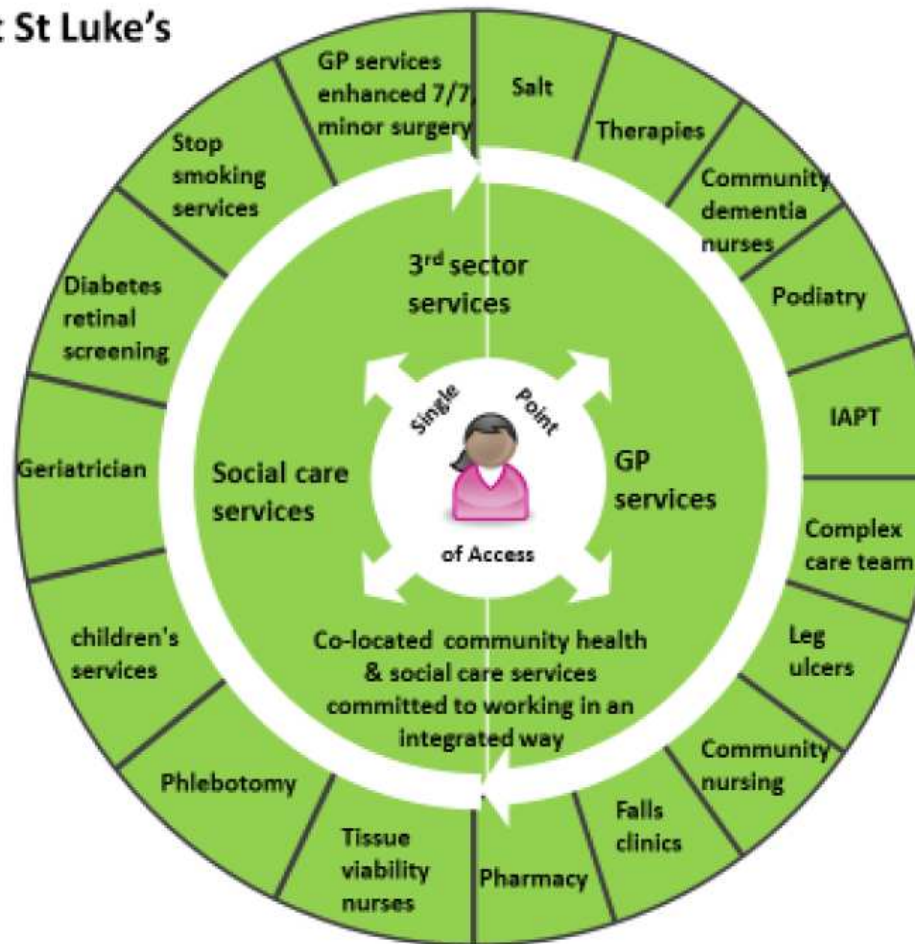 : St Luke's
GP services
enhanced 7/7,
minor surgery
Salt
Therapies
Community
dementia
nurses
Podiatry
IAPT
Complex
care team
Leg
ulcers
Community
nursing
Falls
clinics
Pharmacy
Tissue
viability
nurses
Phlebotomy
children's
services
Geriatrician
Diabetes
retinal
screening
Stop
smoking
services
3rd sector
services
Single Point
of Access
Social care
services
GP
services
Co-located community health
& social care services
committed to working in an
integrated way